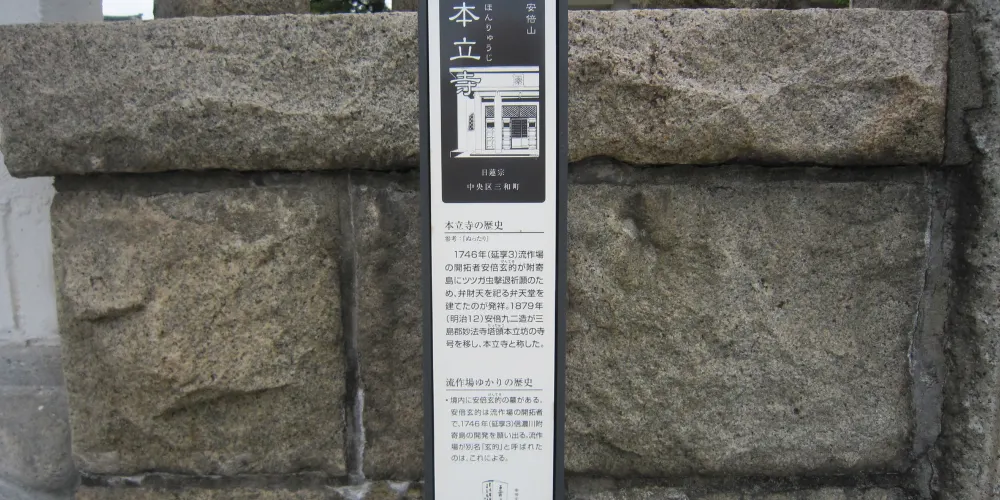 安倍山
ほんりゅうじ
本立寺
日蓮宗
中央区三和町
本立寺の歴史
参考:「ぬったり」
1746年(延享3)流作場
の開拓者安倍玄的が附寄
島にツツガ虫撃退祈願のた
め、弁財天を祀る弁天堂を
建てたのが発祥。1879年
(明治12)安倍九二造が三
島郡妙法寺塔頭本立坊の寺
号を移し、本立寺と称した。
流作場ゆかりの歴史
・境内に安倍玄的の墓がある。
安倍玄的は流作場の開拓者
で、1746年(延享3)信濃川附
寄島の開発を願い出る。流作
場が別名「玄的」と呼ばれた
のは、これによる。